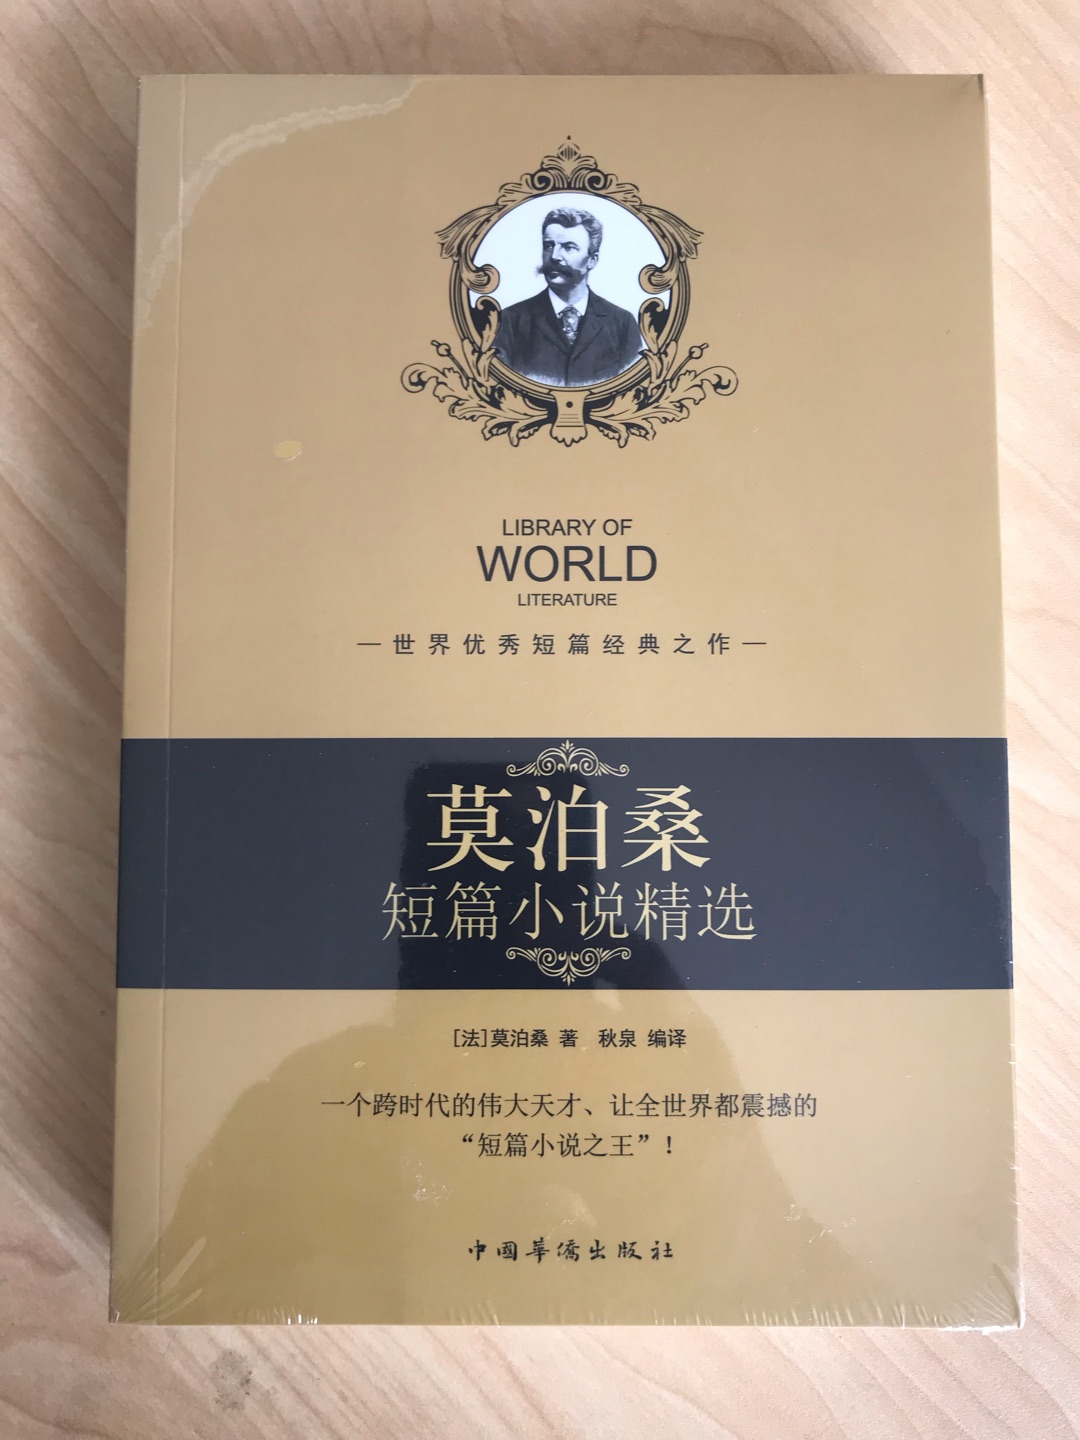 LIBRARY OF
WORLD
LITERATURE
—世界优秀短篇经典之作—
莫泊桑
短篇小说精选
[法]莫泊桑 著 秋泉 编译
一个跨时代的伟大天才、让全世界都震撼的
“短篇小说之王”！
中國華僑出版社